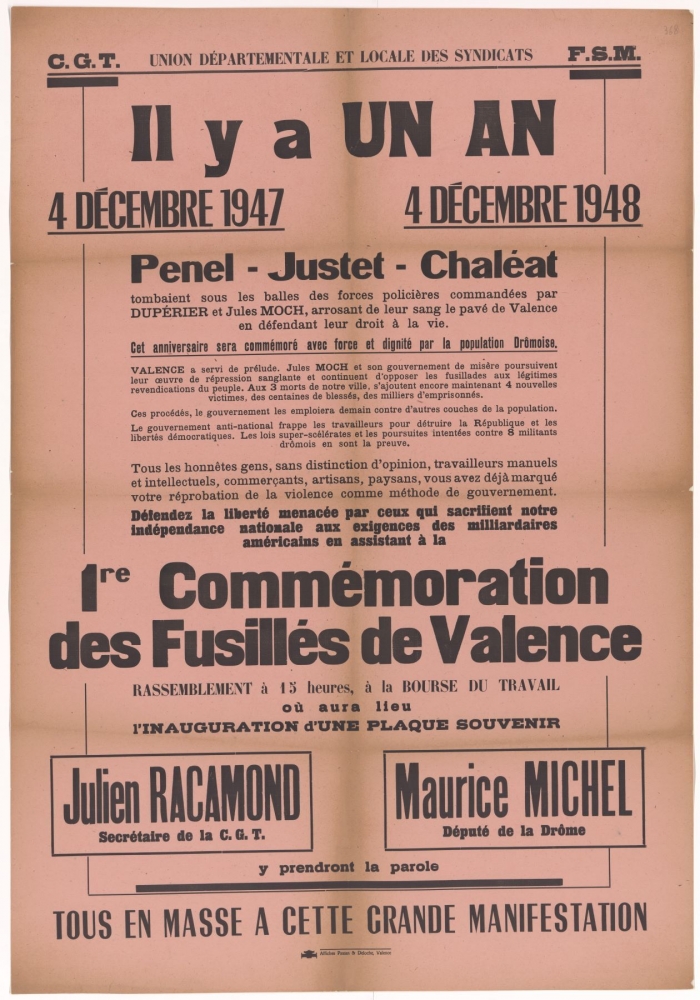 C.G.T. UNION DÉPARTEMENTALE ET LOCALE DES SYNDICATS F.S.M.
Il y a UN AN
4 DÉCEMBRE 1947 4 DÉCEMBRE 1948
Penel - Justet - Chaléat
tombaient sous les balles des forces policières commandées par
DUPÉRIER et Jules MOCH, arrosant de leur sang le pavé de Valence
en défendant leur droit à la vie.
Cet anniversaire sera commémoré avec force et dignité par la population Drômoise.
VALENCE a servi de prélude. Jules MOCH et son gouvernement de misère poursuivent
leur œuvre de répression sanglante et continuent d'opposer les fusillades aux légitimes
revendications du peuple. Aux 3 morts de notre ville, s'ajoutent encore maintenant 4 nouvelles
victimes, des centaines de blessés, des milliers d'emprisonnés.
Ces procédés, le gouvernement les emploiera demain contre d'autres couches de la population.
Le gouvernement anti-national frappe les travailleurs pour détruire la République et les
libertés démocratiques. Les lois super-scélérates et les poursuites intentées contre 8 militants
drômois en sont la preuve.
Tous les honnêtes gens, sans distinction d'opinion, travailleurs manuels
et intellectuels, commerçants, artisans, paysans, vous avez déjà marqué
votre réprobation de la violence comme méthode de gouvernement.
Défendez la liberté menacée par ceux qui sacrifient notre
indépendance nationale aux exigences des milliardaires
américains en assistant à la
1re Commémoration
des Fusillés de Valence
RASSEMBLEMENT à 15 heures, à la BOURSE DU TRAVAIL
où aura lieu
l'INAUGURATION d'UNE PLAQUE SOUVENIR
Julien RACAMOND
Secrétaire de la C.G.T.
Maurice MICHEL
Député de la Drôme
y prendront la parole
TOUS EN MASSE A CETTE GRANDE MANIFESTATION
Valence